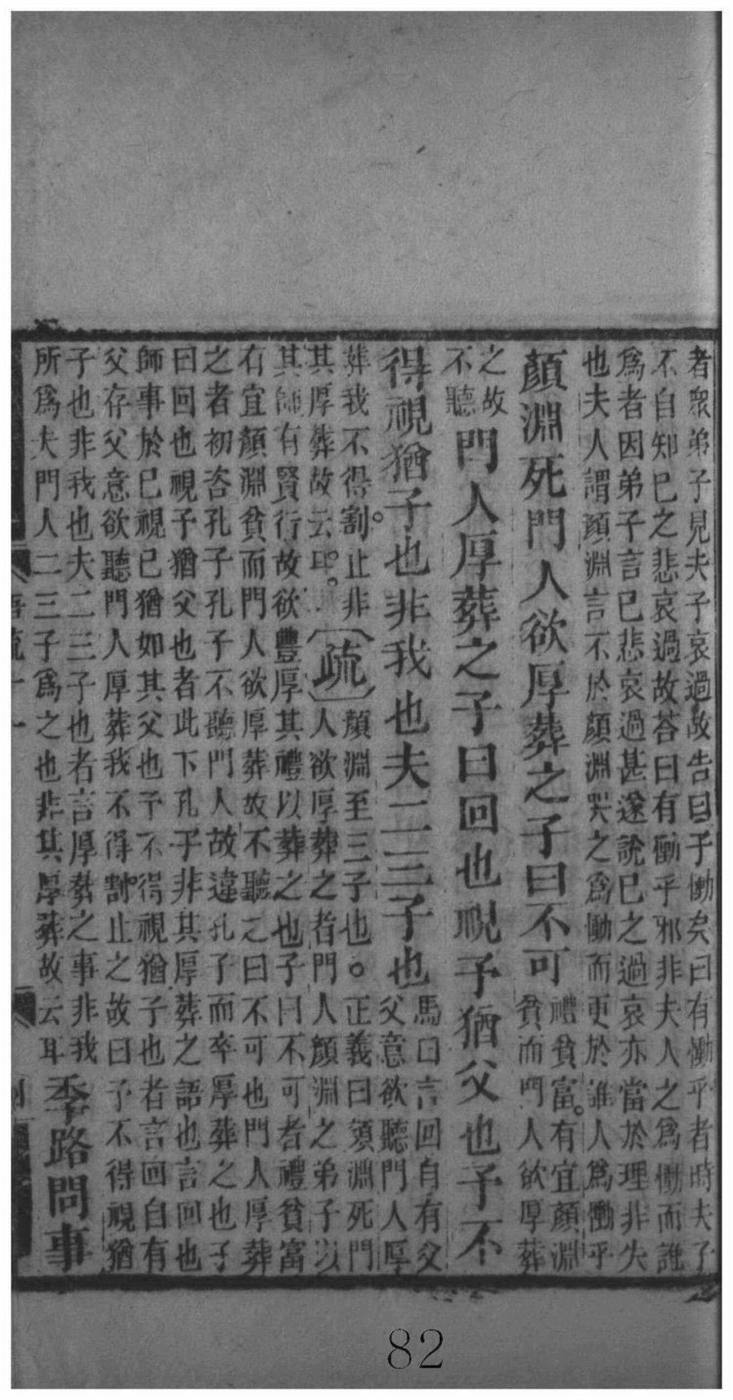 者眾弟子見夫子哀過故告曰子慟矣曰有慟乎者時夫子
不自知己之悲哀過故荅曰有慟乎邪非夫人之為慟而誰
為者因弟子言己悲哀過甚遂說己之過哀亦當於理非失
也夫人謂顏淵言不於顏淵哭之為慟而更於誰人為慟乎
顏淵死門人欲厚葬之子曰不可
禮貧富有宜顏淵
貧而門人欲厚葬
之故
不聽
門人厚葬之子曰回也視予猶父也予不
得視猶子也非我也夫二三子也
馬曰言回自有父
父意欲聽門人厚
葬我不得割止非
其厚葬故云耳
疏
顏淵至三子也。正義曰顏淵死門
人欲厚葬之者門人顏淵之弟子以
其師有賢行故欲豐厚其禮以葬之也子曰不可者禮貧富
有宜顏淵貧而門人欲厚葬故不聽之曰不可也門人厚葬
之者初咨孔子孔子不聽門人故違孔子而卒厚葬之也子
曰回也視予猶父也者此下孔子非其厚葬之語也言回也
師事於己視己猶如其父也予不得視猶子也者言回自有
父存父意欲聽門人厚葬我不得割止之故曰予不得視猶
子也非我也夫二三子也者言厚葬之事非我
所為夫門人二三子為之也非其厚葬故云耳
季路問事
語疏十一
82